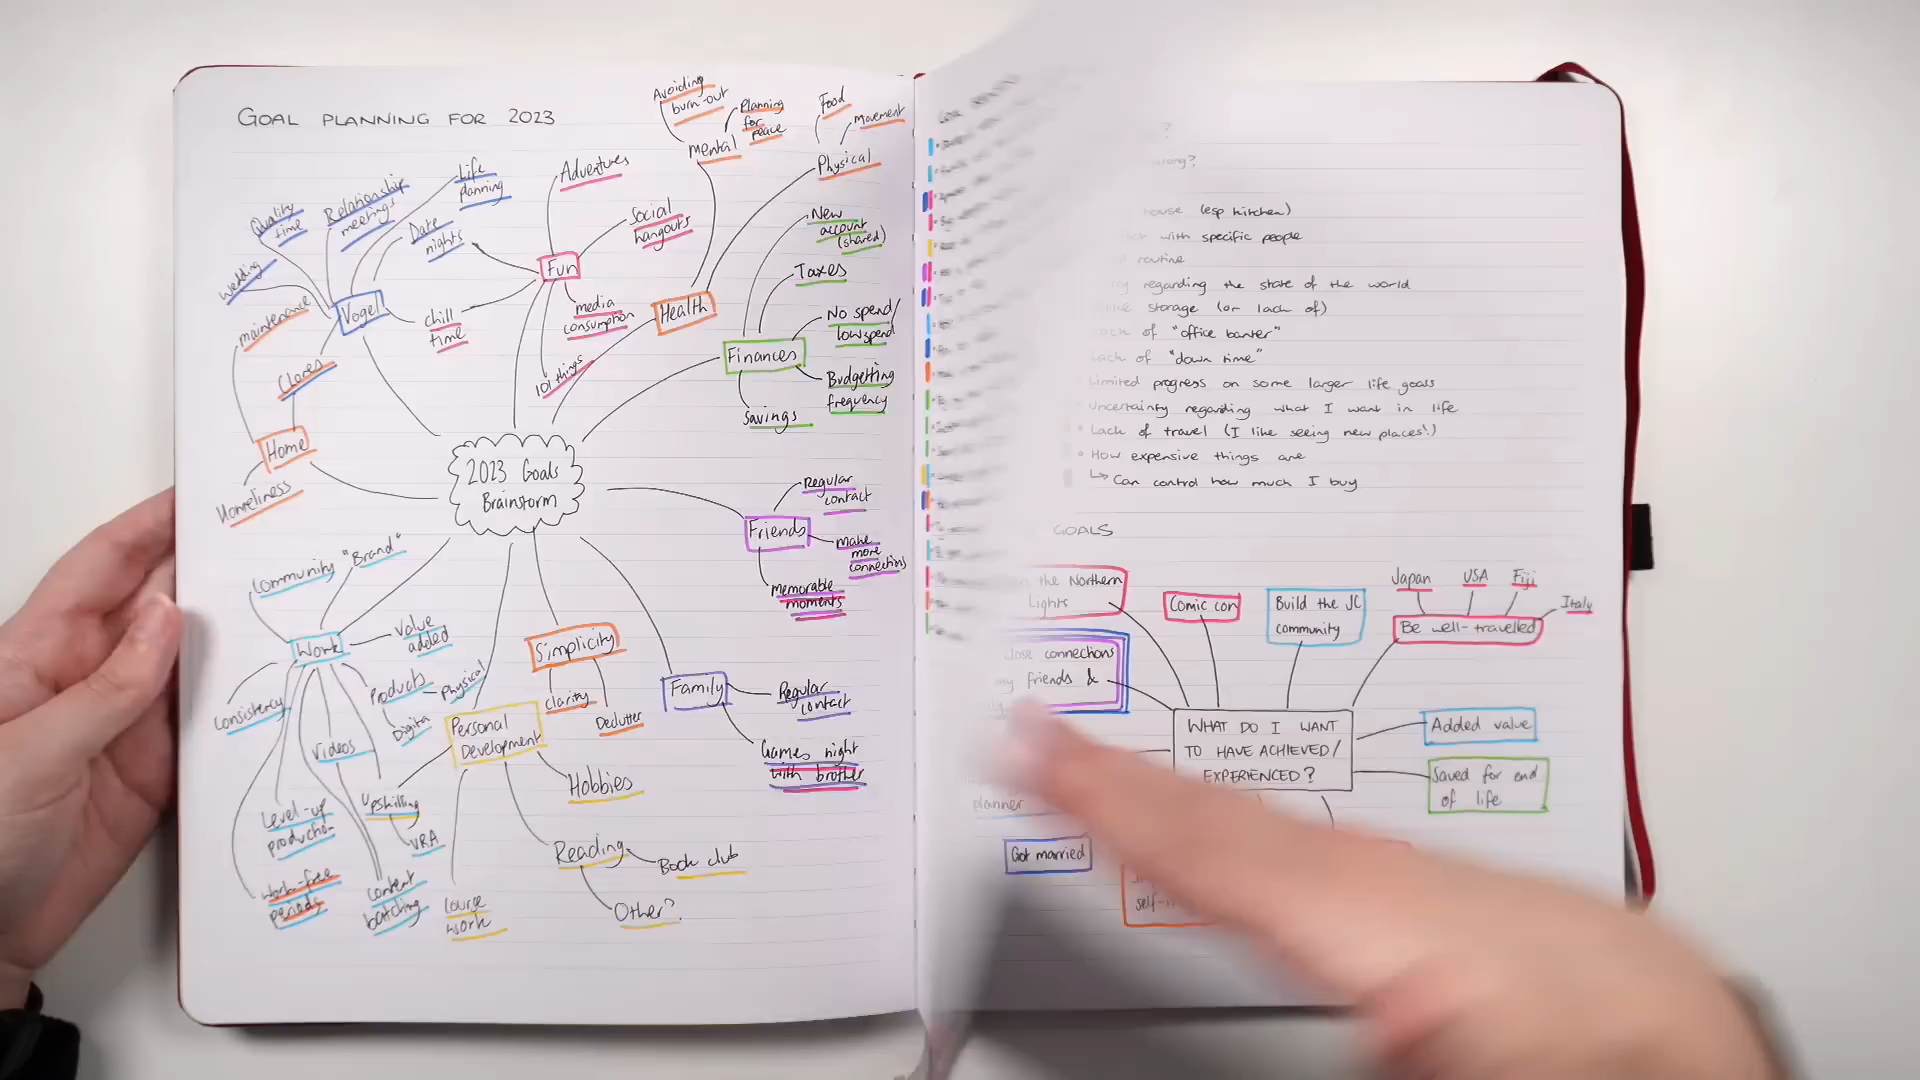 GOAL PLANNING FOR 2023
Avoiding
burn-out
Planning
for
peace
Mental
Food
Movement
Physical
Health
Adventures
Social
hangouts
Fun
media
consumption
101 things
chill
time
Life
planning
Relationship
meetings
Quality
time
Date
nights
Wedding
Vogel
maintenance
Chores
Home
Homeliness
New
account
(shared)
Taxes
No spend/
low spend
Finances
Budgetting
frequency
Savings
2023 Goals
Brainstorm
Regular
contact
Friends
Make
more
connections
Memorable
moments
Community
"Brand"
Value
added
Work
Products
Physical
Digital
Consistency
Videos
Level-up
production
Upskilling
VRA
Work-free
periods
content
batching
Simplicity
clarity
Declutter
Personal
Development
Hobbies
Reading
Book club
Other?
Course
work
Family
Regular
contact
Games night
with brother
?
wrong?
house (esp kitchen)
with specific people
routine
regarding the state of the world
storage (or lack of)
Lack of "office banter"
Lack of "down time"
Limited progress on some larger life goals
Uncertainty regarding what I want in life
• Lack of travel (I like seeing new places!)
• How expensive things are
↳ Can control how much I buy
GOALS
the Northern
Lights
Comic con
Build the JC
community
Japan
USA
Fiji
Italy
Be well-travelled
close connections
my friends &
WHAT DO I WANT
TO HAVE ACHIEVED/
EXPERIENCED?
Added value
Saved for end
of life
planner
Got married